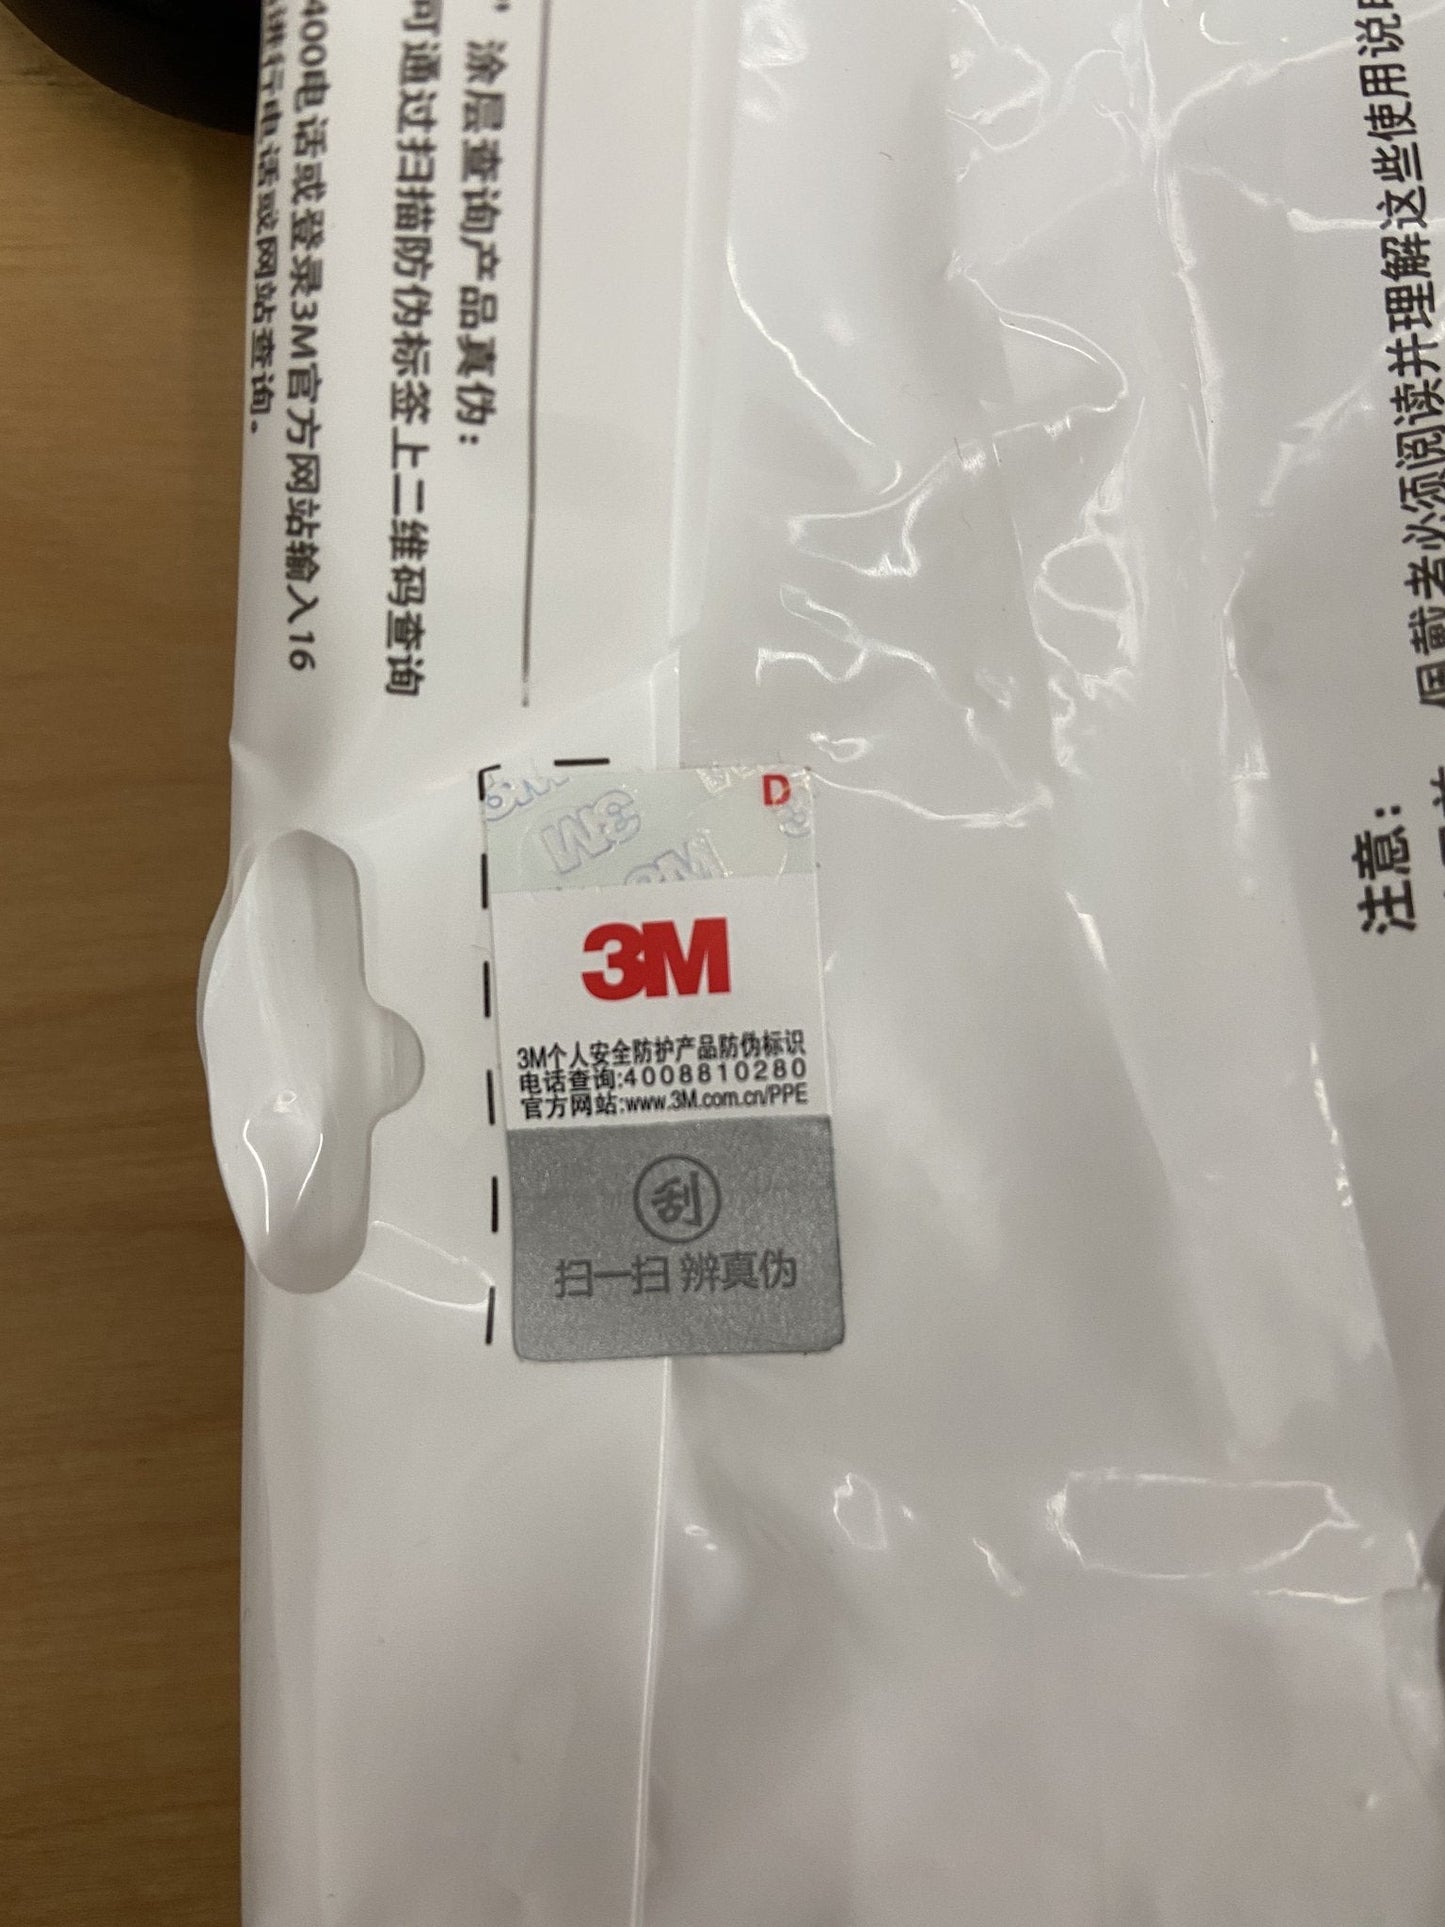 涂层查询产品真伪：
可通过扫描防伪标签上二维码查询
400电话或登录3M官方网站输入16
进行电话或网站查询。
3M
D
3M
3M个人安全防护产品防伪标识
电话查询:4008810280
官方网站:www.3M.com.cn/PPE
刮
扫一扫 辨真伪
注意：
佩戴者必须阅读并理解这些使用说明